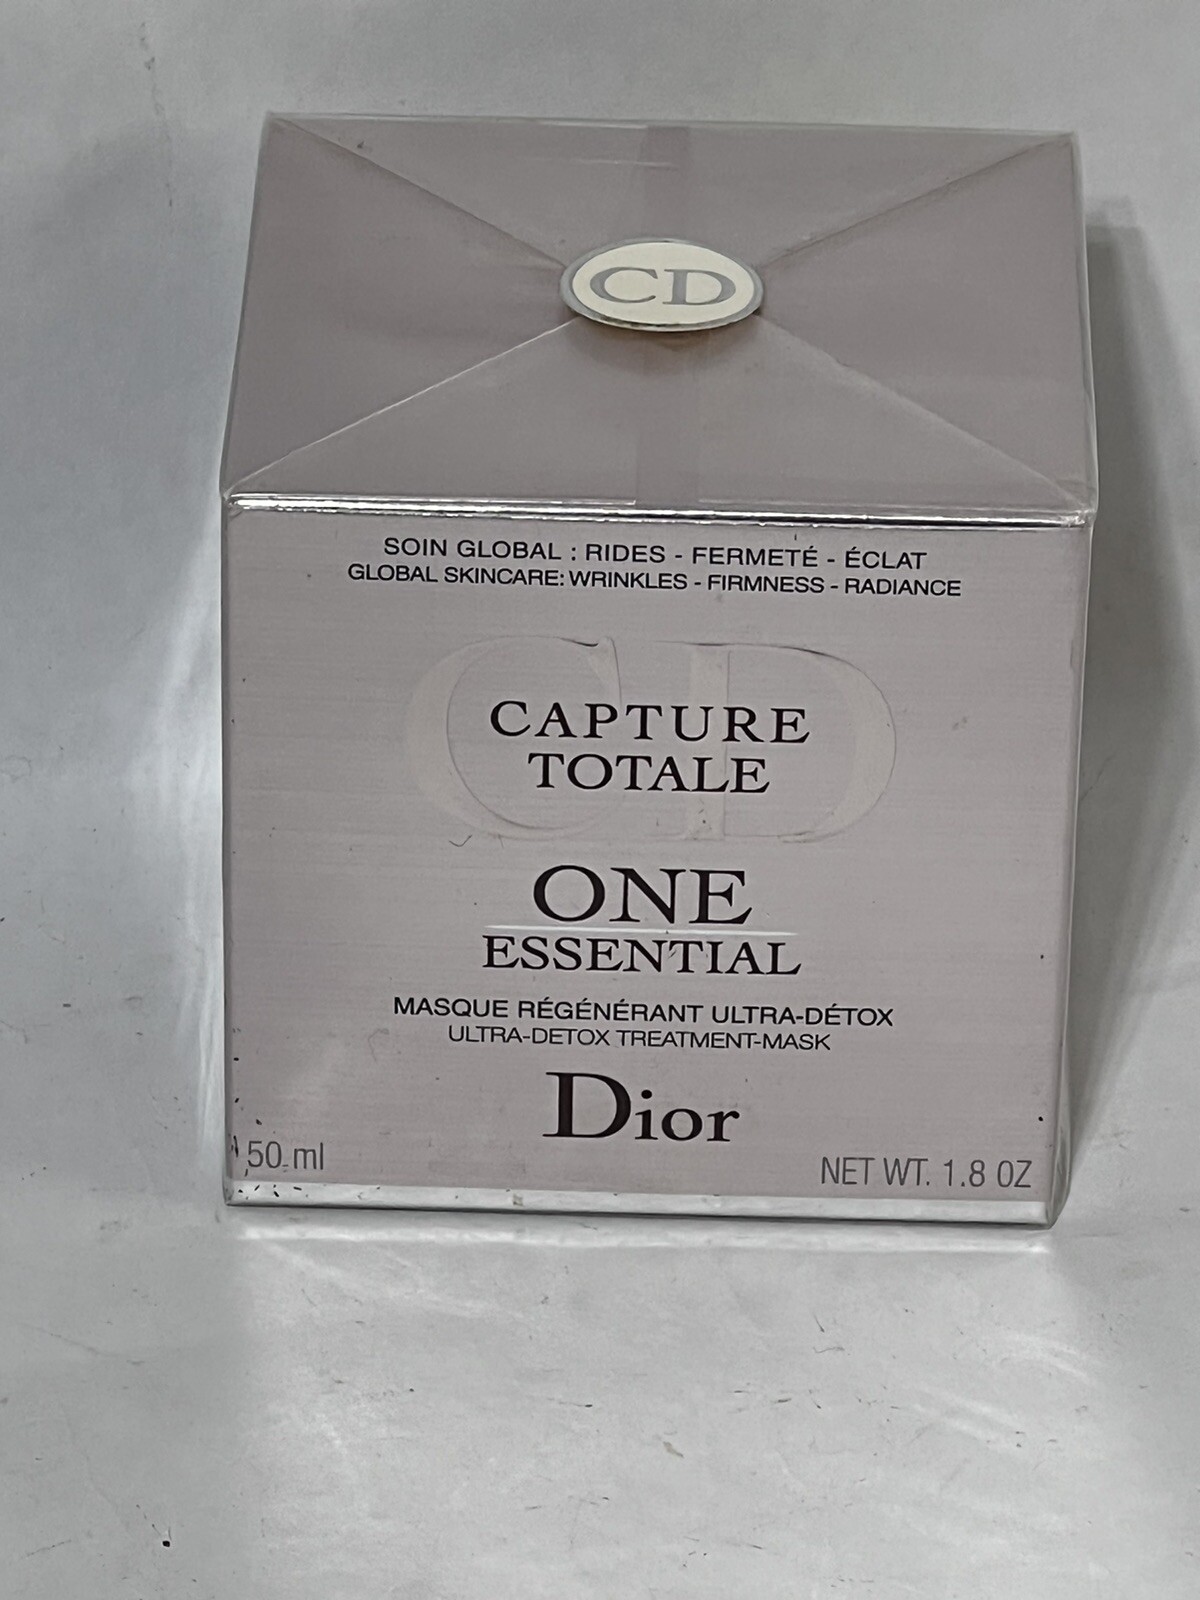 CD
SOIN GLOBAL : RIDES - FERMETÉ - ÉCLAT
GLOBAL SKINCARE: WRINKLES - FIRMNESS - RADIANCE
CD
CAPTURE
TOTALE
ONE
ESSENTIAL
MASQUE RÉGÉNÉRANT ULTRA-DÉTOX
ULTRA-DETOX TREATMENT-MASK
Dior
50 ml
NET WT. 1.8 OZ